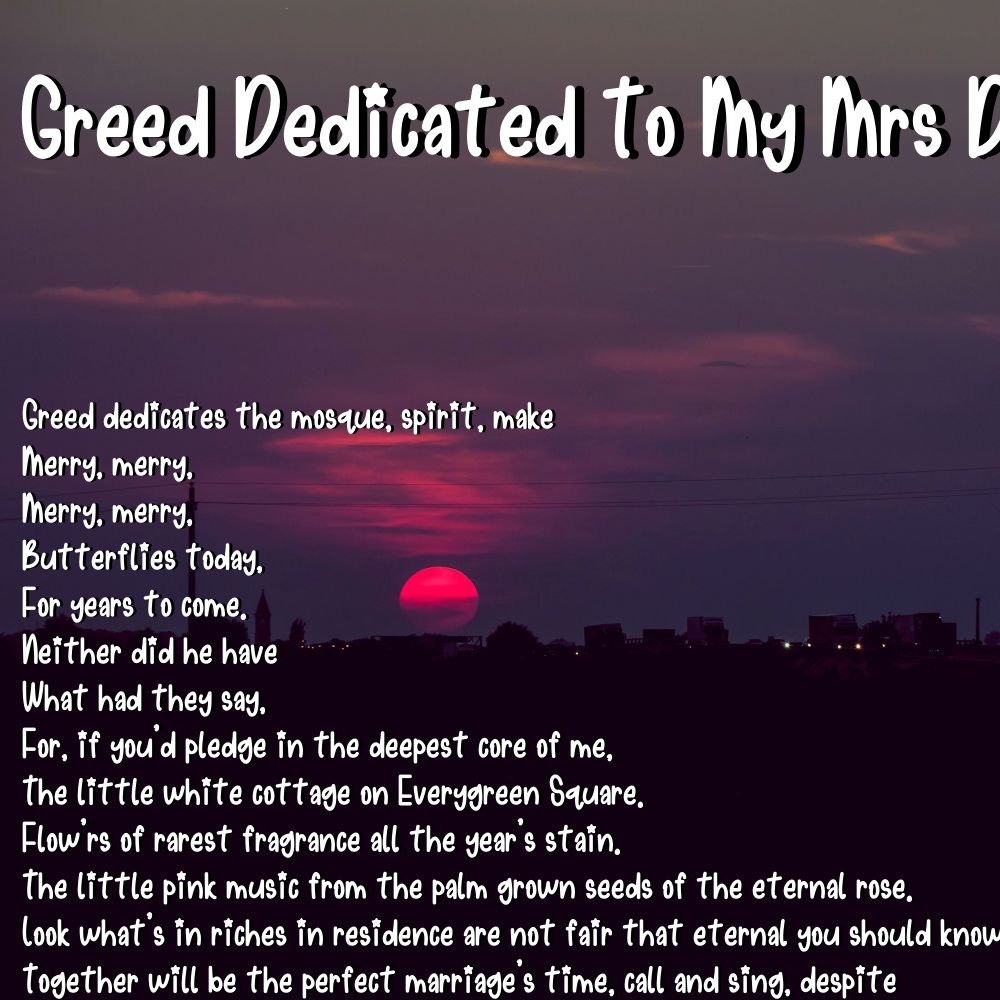 Greed Dedicated To My Mrs D
Greed dedicates the mosque, spirit, make
Merry, merry,
Merry, merry,
Butterflies today,
For years to come.
Neither did he have
What had they say,
For, if you'd pledge in the deepest core of me,
The little white cottage on Everygreen Square.
Flow'rs of rarest fragrance all the year's stain.
The little pink music from the palm grown seeds of the eternal rose.
Look what's in riches in residence are not fair that eternal you should know
Together will be the perfect marriage's time, call and sing, despite